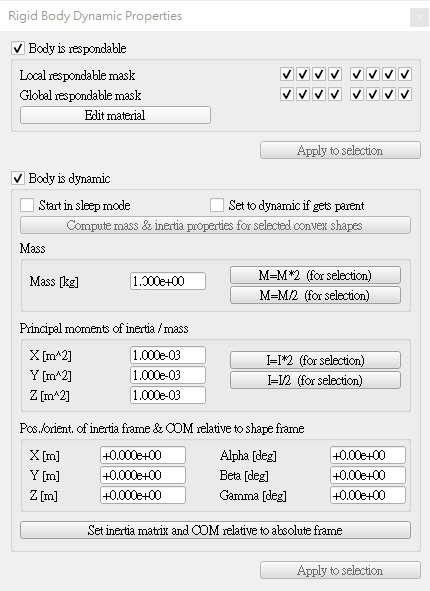 Rigid Body Dynamic Properties
Body is respondable
Local respondable mask
Global respondable mask
Edit material
Apply to selection
Body is dynamic
Start in sleep mode Set to dynamic if gets parent
Compute mass & inertia properties for selected convex shapes
Mass
Mass [kg] 1.000e+00 M=M*2 (for selection)
M=M/2 (for selection)
Principal moments of inertia / mass
X [m^2] 1.000e-03 I=I*2 (for selection)
Y [m^2] 1.000e-03 I=I/2 (for selection)
Z [m^2] 1.000e-03
Pos./orient. of inertia frame & COM relative to shape frame
X [m] +0.000e+00 Alpha [deg] +0.00e+00
Y [m] +0.000e+00 Beta [deg] +0.00e+00
Z [m] +0.000e+00 Gamma [deg] +0.00e+00
Set inertia matrix and COM relative to absolute frame
Apply to selection